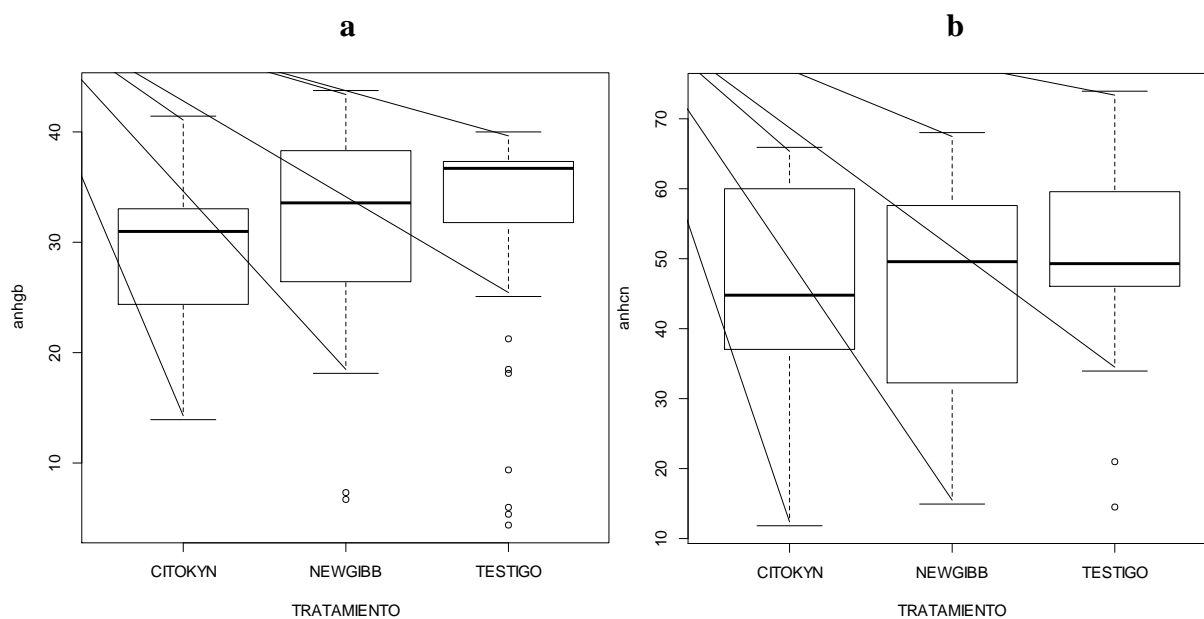 a
b
anhgb
40
30
20
10
CITOKYN NEWGIBB TESTIGO
TRATAMIENTO
anhcn
70
60
50
40
30
20
10
CITOKYN NEWGIBB TESTIGO
TRATAMIENTO